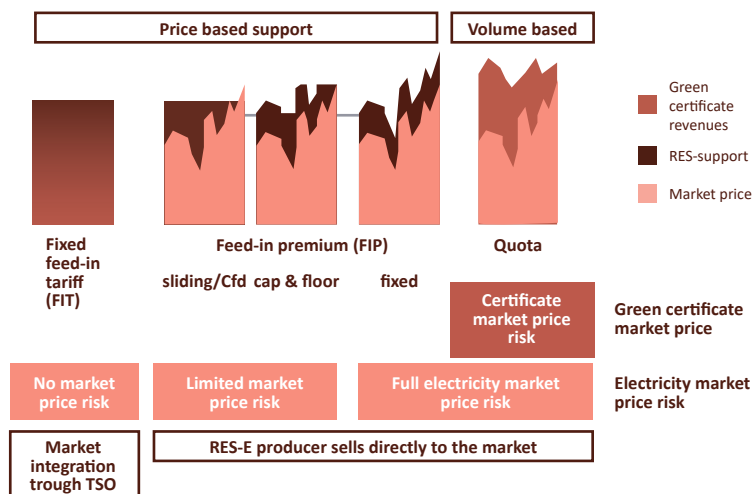 Price based support
Volume based
Green
certificate
revenues
RES-support
Market price
Fixed
feed-in
tariff
(FIT)
Feed-in premium (FIP)
sliding/Cfd
cap & floor
fixed
Quota
Certificate
market price
risk
Green certificate
market price
No market
price risk
Limited market
price risk
Full electricity market
price risk
Electricity market
price risk
Market
integration
trough TSO
RES-E producer sells directly to the market